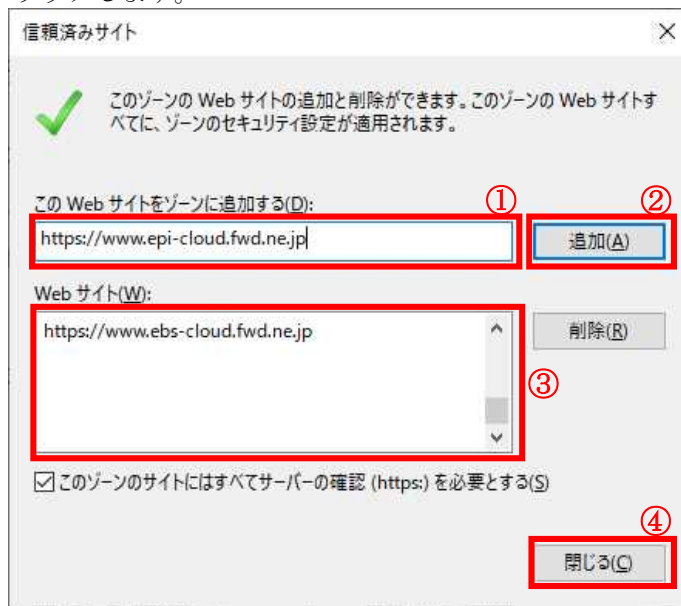 クリックします。
信頼済みサイト
このゾーンの Web サイトの追加と削除ができます。このゾーンの Web サイトす
べてに、ゾーンのセキュリティ設定が適用されます。
この Web サイトをゾーンに追加する(D):
①
②
https://www.epi-cloud.fwd.ne.jp
追加(A)
Web サイト(W):
https://www.ebs-cloud.fwd.ne.jp
削除(R)
③
このゾーンのサイトにはすべてサーバーの確認 (https:) を必要とする(S)
④
閉じる(C)